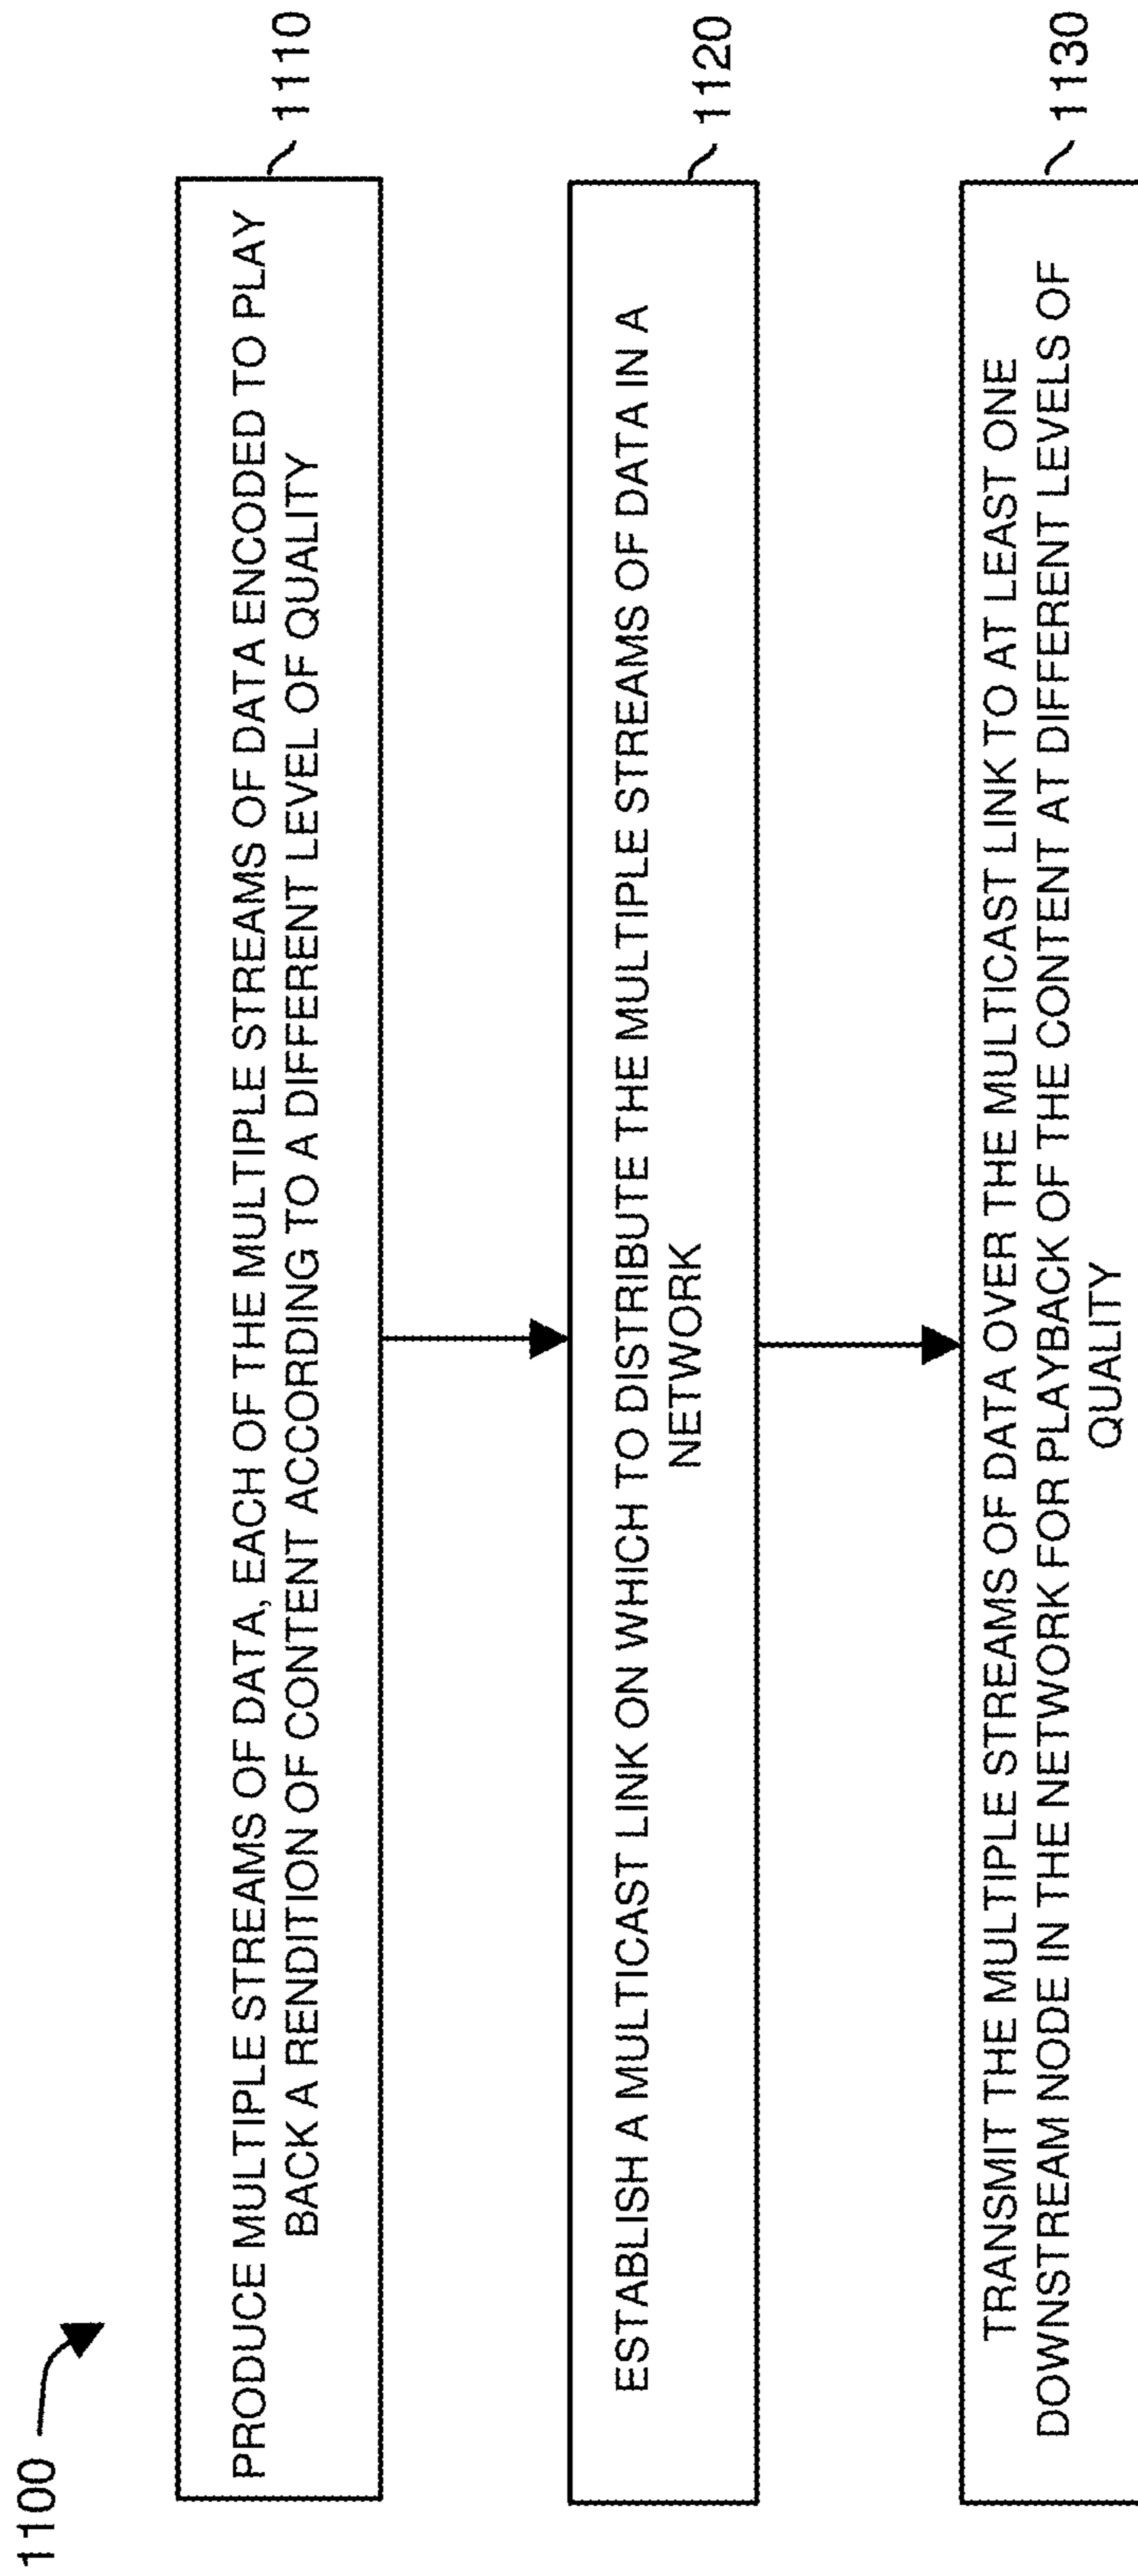 1100
PRODUCE MULTIPLE STREAMS OF DATA, EACH OF THE MULTIPLE STREAMS OF DATA ENCODED TO PLAY
BACK A RENDITION OF CONTENT ACCORDING TO A DIFFERENT LEVEL OF QUALITY
1110
ESTABLISH A MULTICAST LINK ON WHICH TO DISTRIBUTE THE MULTIPLE STREAMS OF DATA IN A
NETWORK
1120
TRANSMIT THE MULTIPLE STREAMS OF DATA OVER THE MULTICAST LINK TO AT LEAST ONE
DOWNSTREAM NODE IN THE NETWORK FOR PLAYBACK OF THE CONTENT AT DIFFERENT LEVELS OF
QUALITY
1130